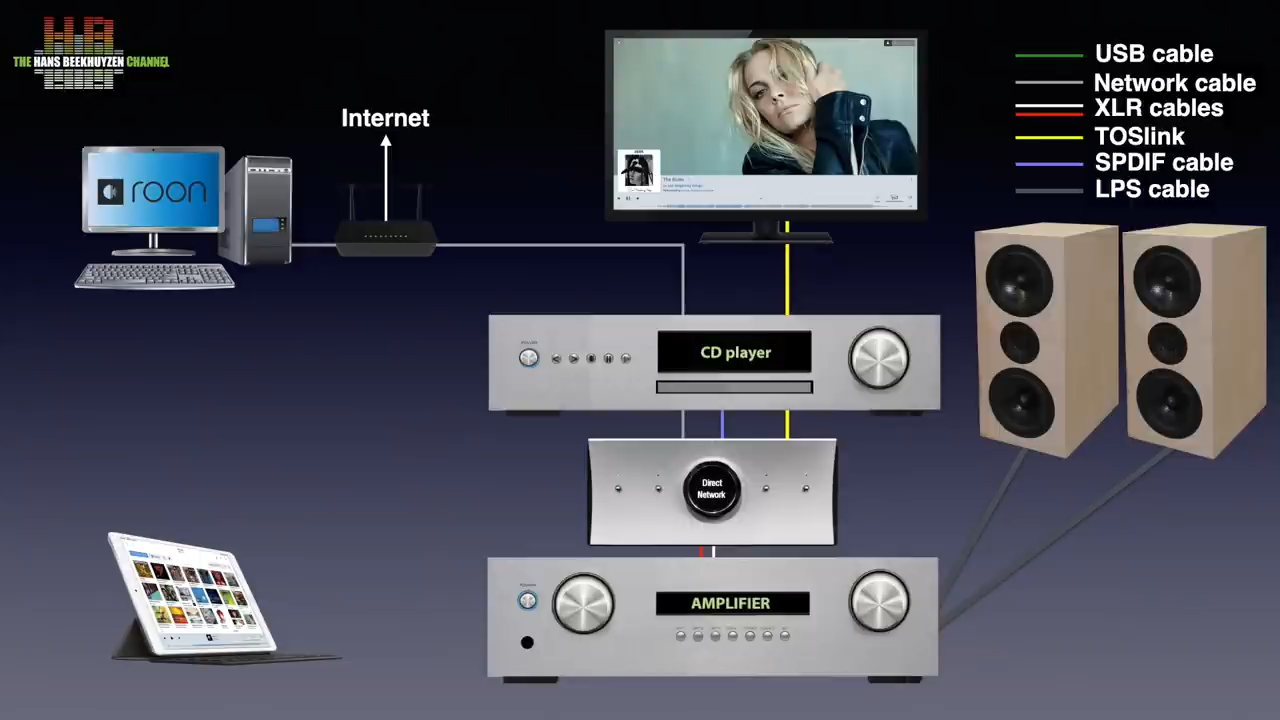 THE HANS BEEKHUYZEN CHANNEL
USB cable
Network cable
XLR cables
TOSlink
SPDIF cable
LPS cable
Internet
roon
CD player
Direct
Network
AMPLIFIER